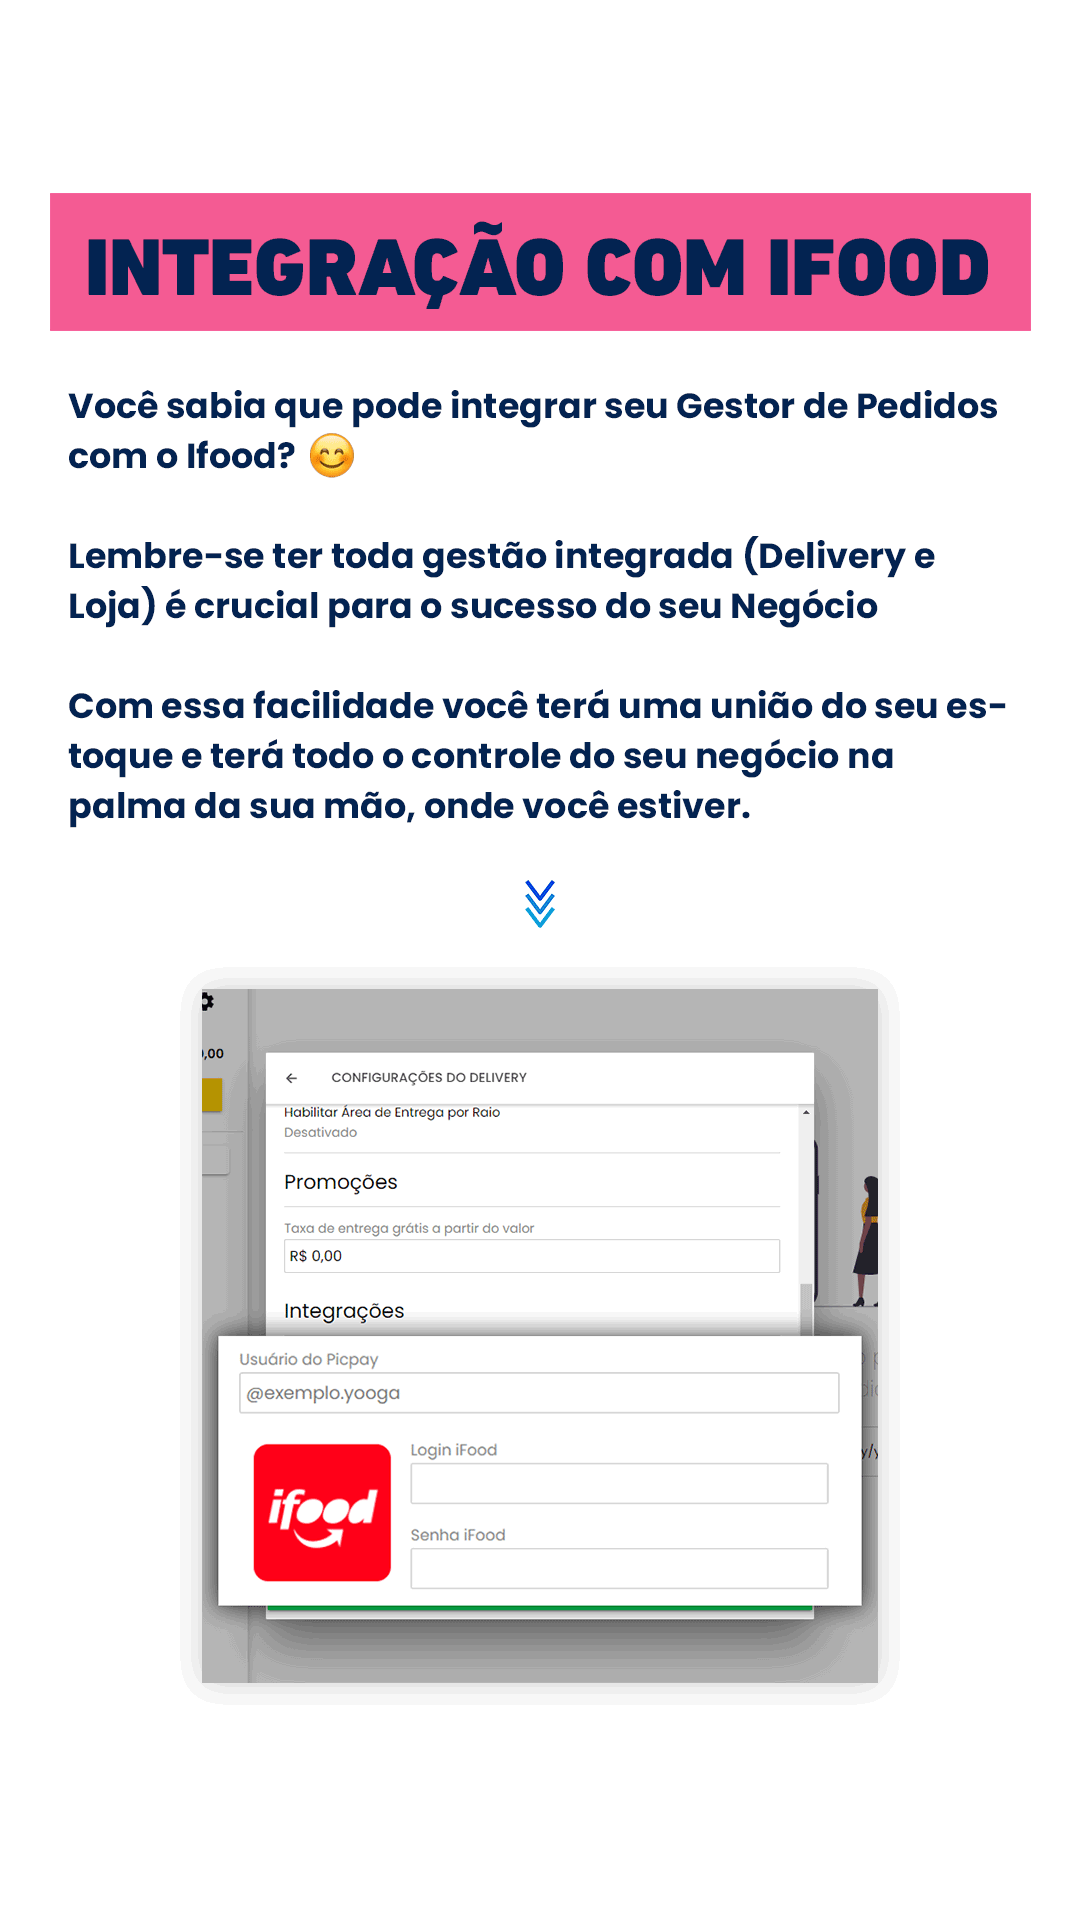 INTEGRAÇÃO COM IFOOD
Você sabia que pode integrar seu Gestor de Pedidos
com o Ifood? 😊
Lembre-se ter toda gestão integrada (Delivery e
Loja) é crucial para o sucesso do seu Negócio
Com essa facilidade você terá uma união do seu es-
toque e terá todo o controle do seu negócio na
palma da sua mão, onde você estiver.
,00
CONFIGURAÇÕES DO DELIVERY
Habilitar Área de Entrega por Raio
Desativado
Promoções
Taxa de entrega grátis a partir do valor
R$ 0,00
Integrações
Usuário do Picpay
@exemplo.yooga
Login iFood
ifood
Senha iFood